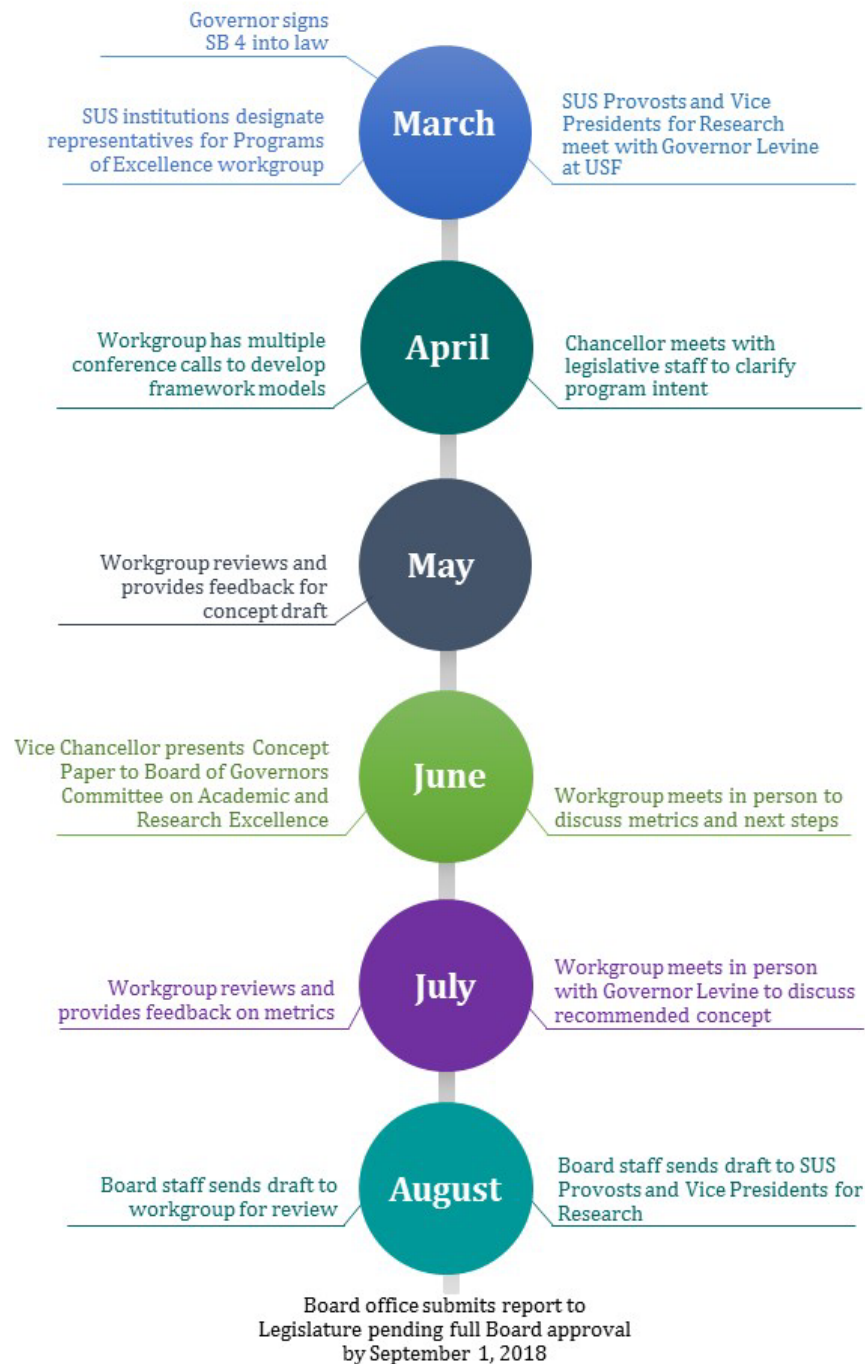 Governor signs
SB 4 into law
SUS institutions designate
representatives for Programs
of Excellence workgroup
March
SUS Provosts and Vice
Presidents for Research
meet with Governor Levine
at USF
Workgroup has multiple
conference calls to develop
framework models
April
Chancellor meets with
legislative staff to clarify
program intent
Workgroup reviews and
provides feedback for
concept draft
May
Vice Chancellor presents Concept
Paper to Board of Governors
Committee on Academic and
Research Excellence
June
Workgroup meets in person to
discuss metrics and next steps
Workgroup reviews and
provides feedback on metrics
July
Workgroup meets in person
with Governor Levine to discuss
recommended concept
Board staff sends draft to
workgroup for review
August
Board staff sends draft to SUS
Provosts and Vice Presidents for
Research
Board office submits report to
Legislature pending full Board approval
by September 1, 2018